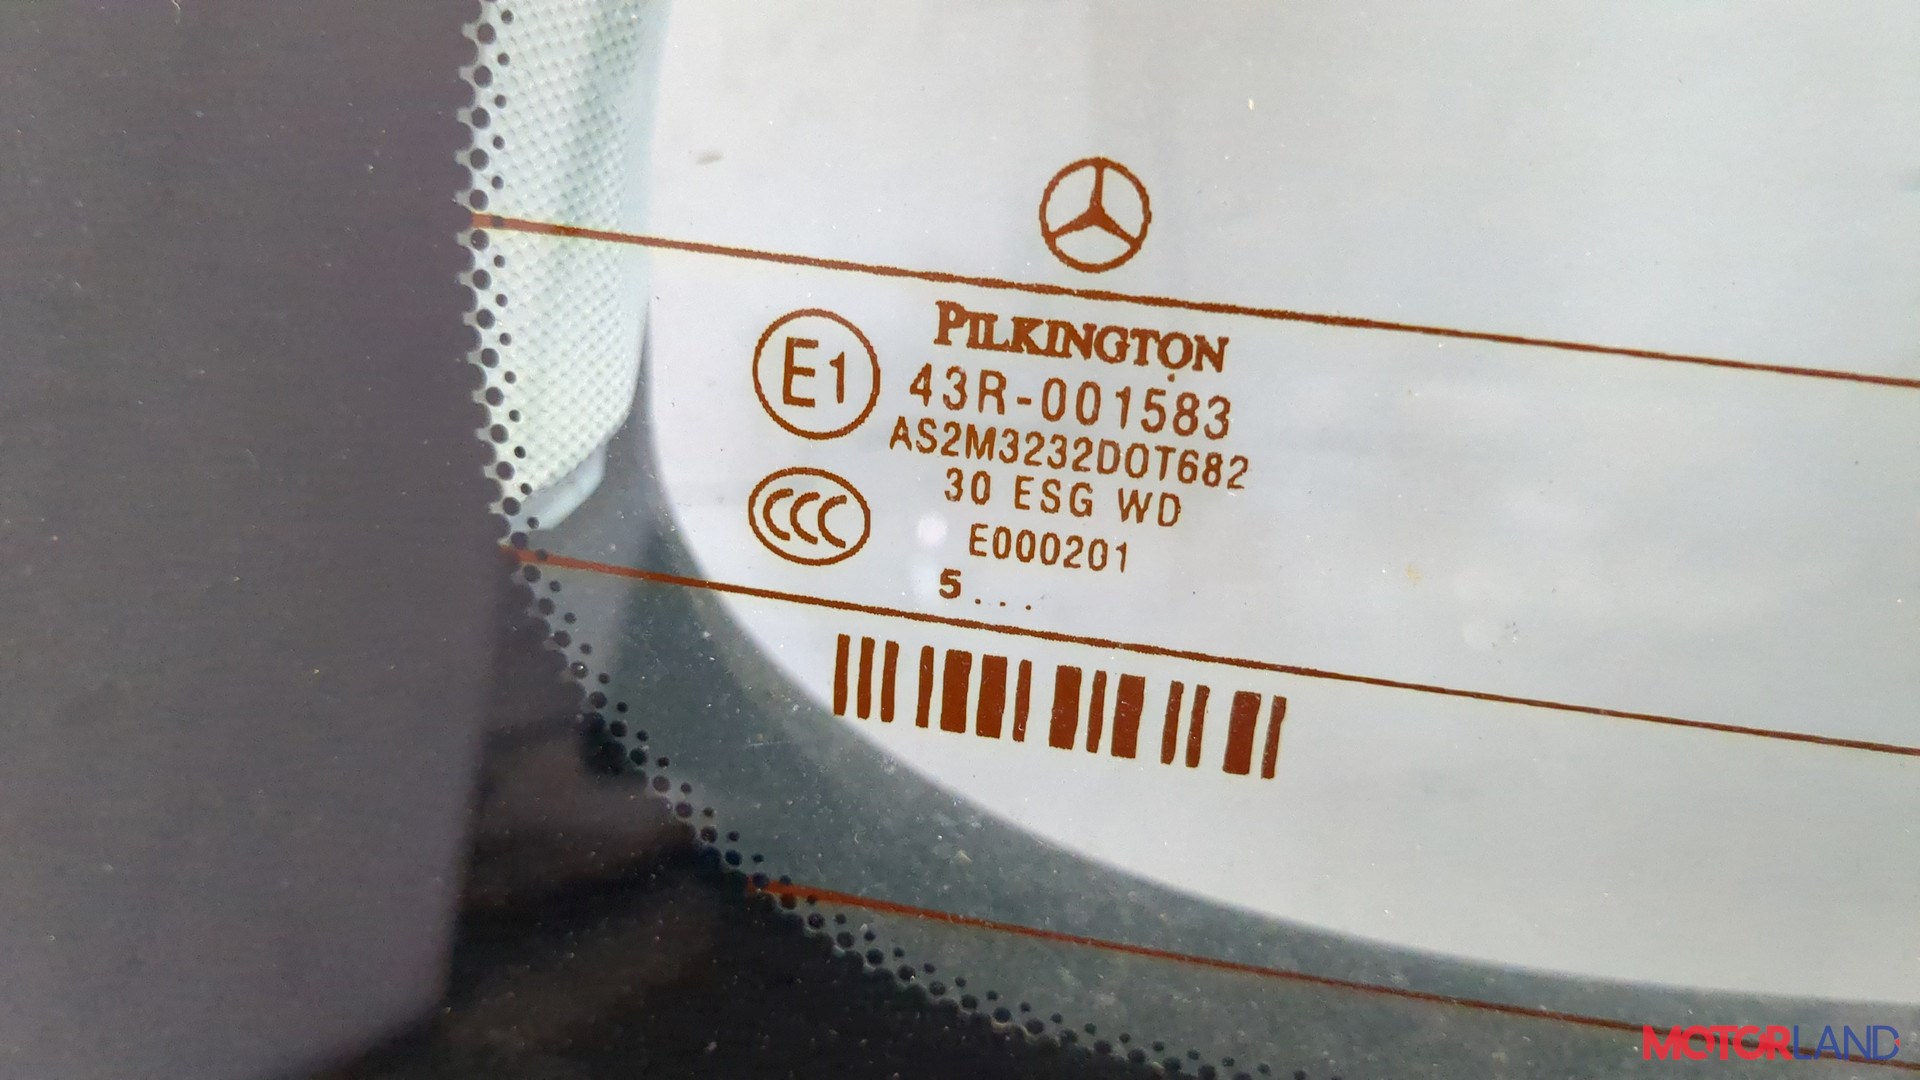 PILKINGTON
E1
43R-001583
AS2M3232DOT682
30 ESG WD
CCC
E000201
5...
MOTORLAND